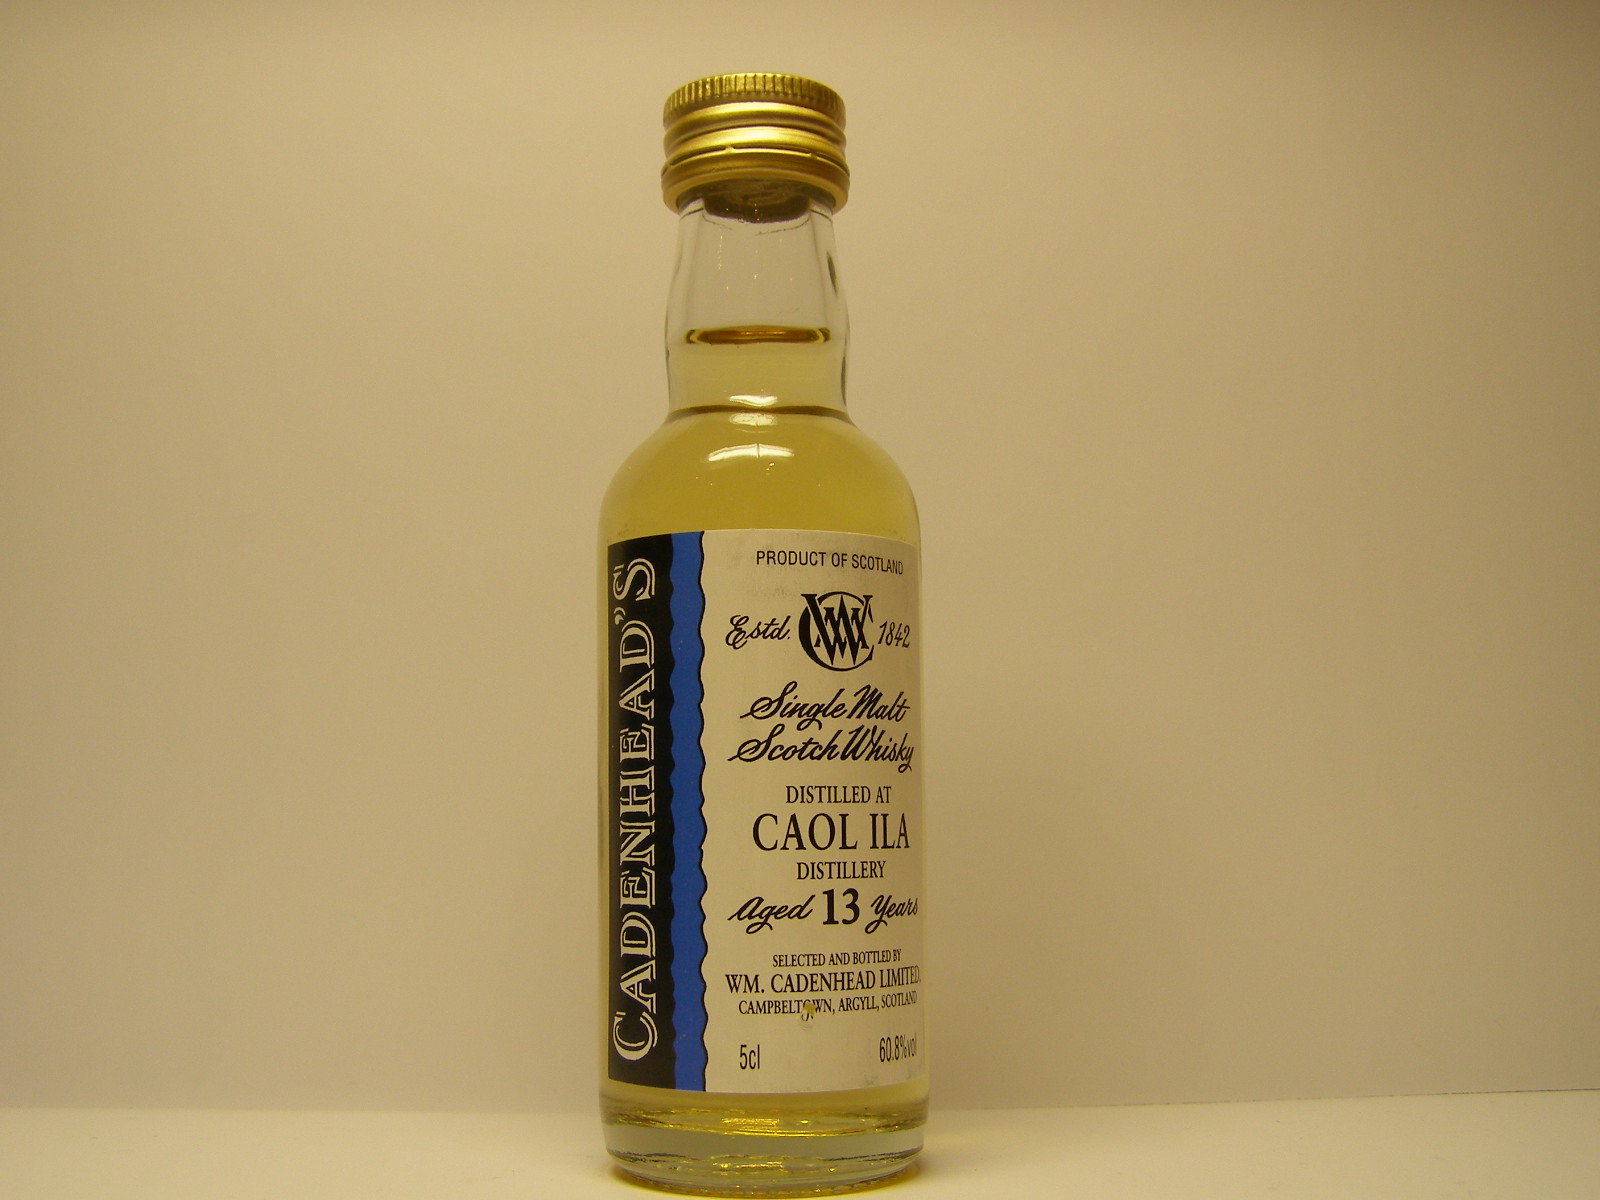 CADENHEAD'S
PRODUCT OF SCOTLAND
Estd. WC 1842
Single Malt
Scotch Whisky
DISTILLED AT
CAOL ILA
DISTILLERY
Aged 13 Years
SELECTED AND BOTTLED BY
WM. CADENHEAD LIMITED.
CAMPBELTOWN, ARGYLL, SCOTLAND
5cl 60.8%vol